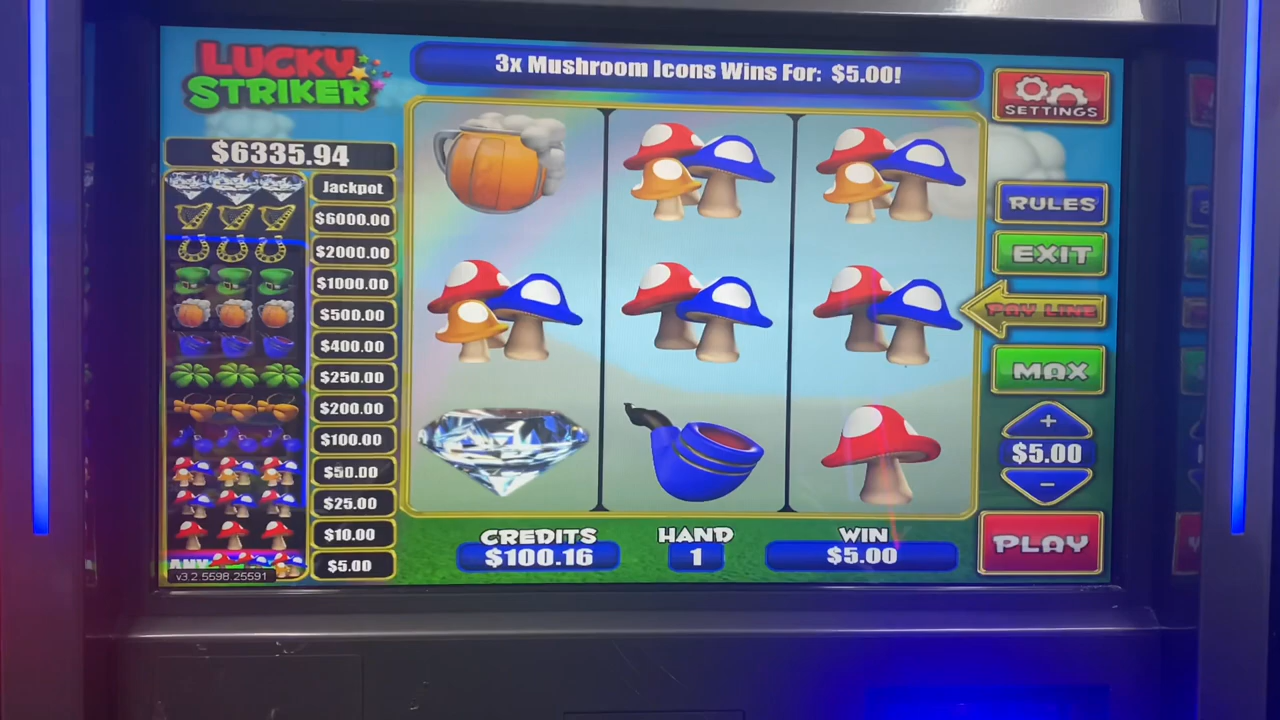 LUCKY
STRIKER
3x Mushroom Icons Wins For: $5.00!
SETTINGS
$6335.94
Jackpot
$6000.00
$2000.00
$1000.00
$500.00
$400.00
$250.00
$200.00
$100.00
$50.00
$25.00
$10.00
ANY
$5.00
v3.2.5598.25591
RULES
EXIT
PAY LINE
MAX
+
$5.00
-
PLAY
CREDITS
$100.16
HAND
1
WIN
$5.00